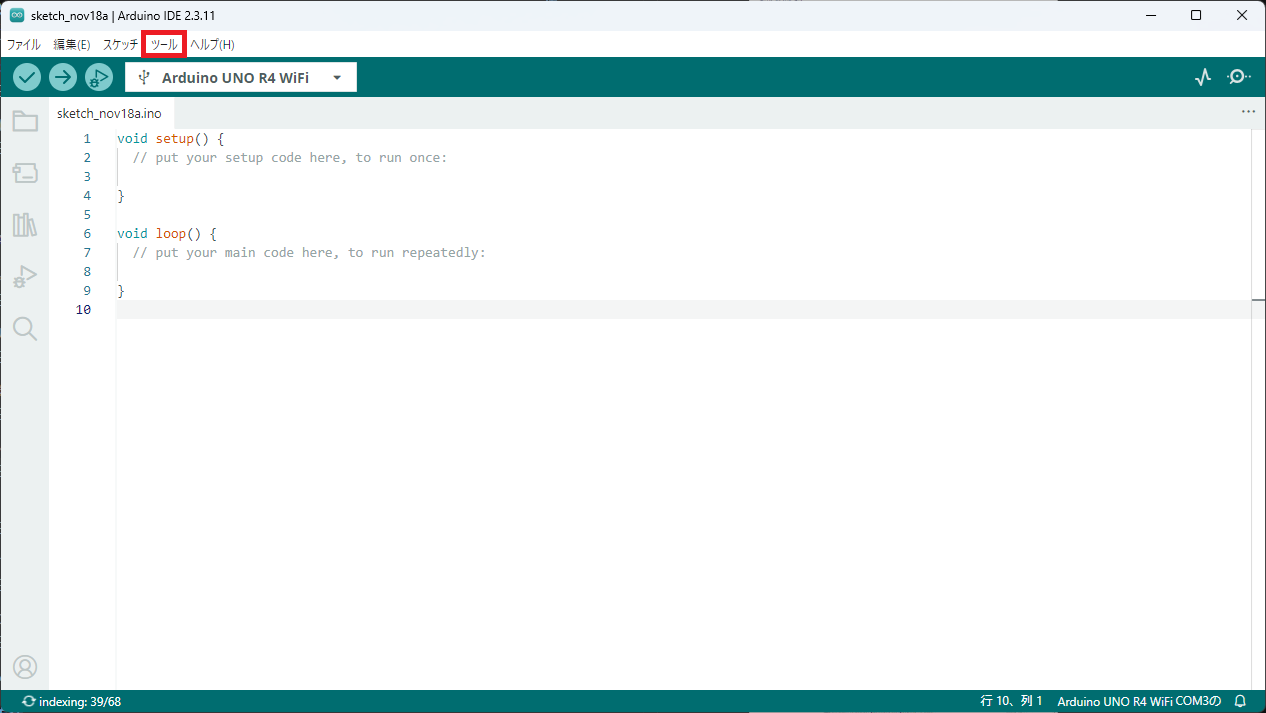 sketch_nov18a | Arduino IDE 2.3.11
ファイル 編集(E) スケッチ ツール ヘルプ(H)
Arduino UNO R4 WiFi
sketch_nov18a.ino
1 void setup() {
2 // put your setup code here, to run once:
3
4 }
5
6 void loop() {
7 // put your main code here, to run repeatedly:
8
9 }
10
indexing: 39/68 行 10、列 1 Arduino UNO R4 WiFi COM3の